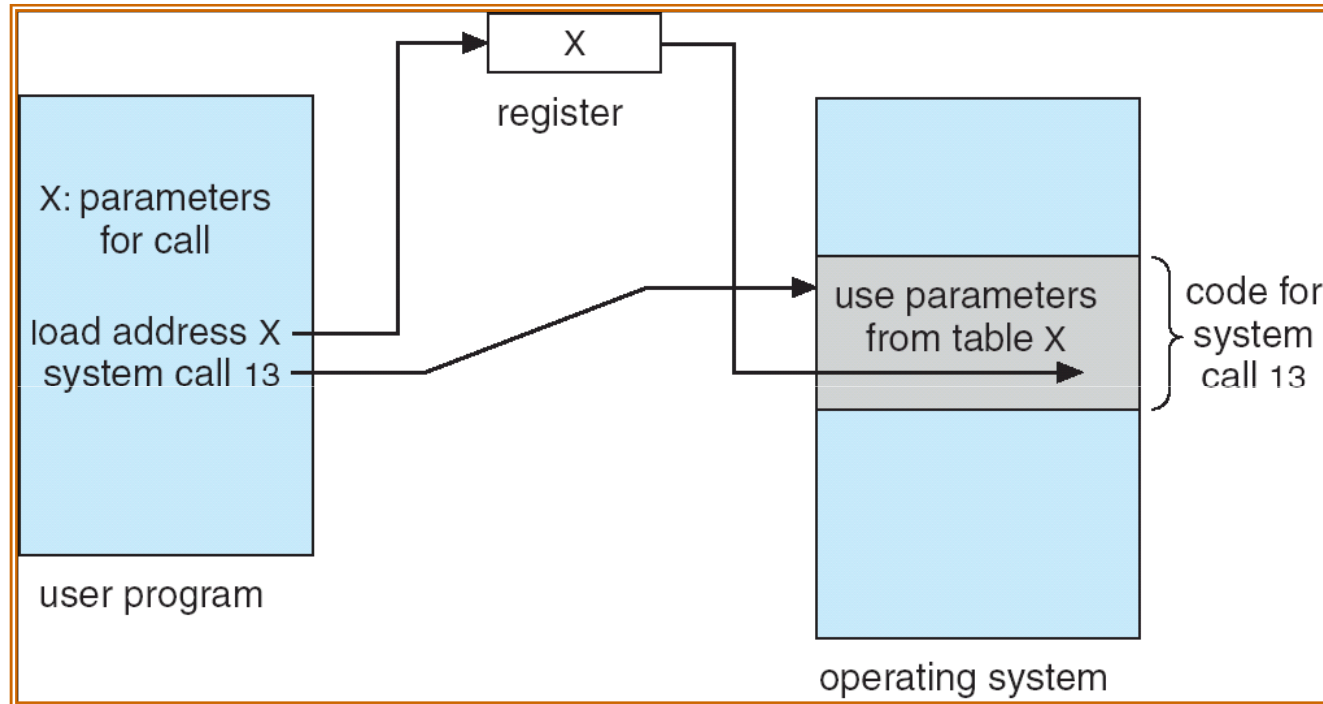 X
register
X: parameters
for call
load address X
system call 13
user program
use parameters
from table X
code for
system
call 13
operating system